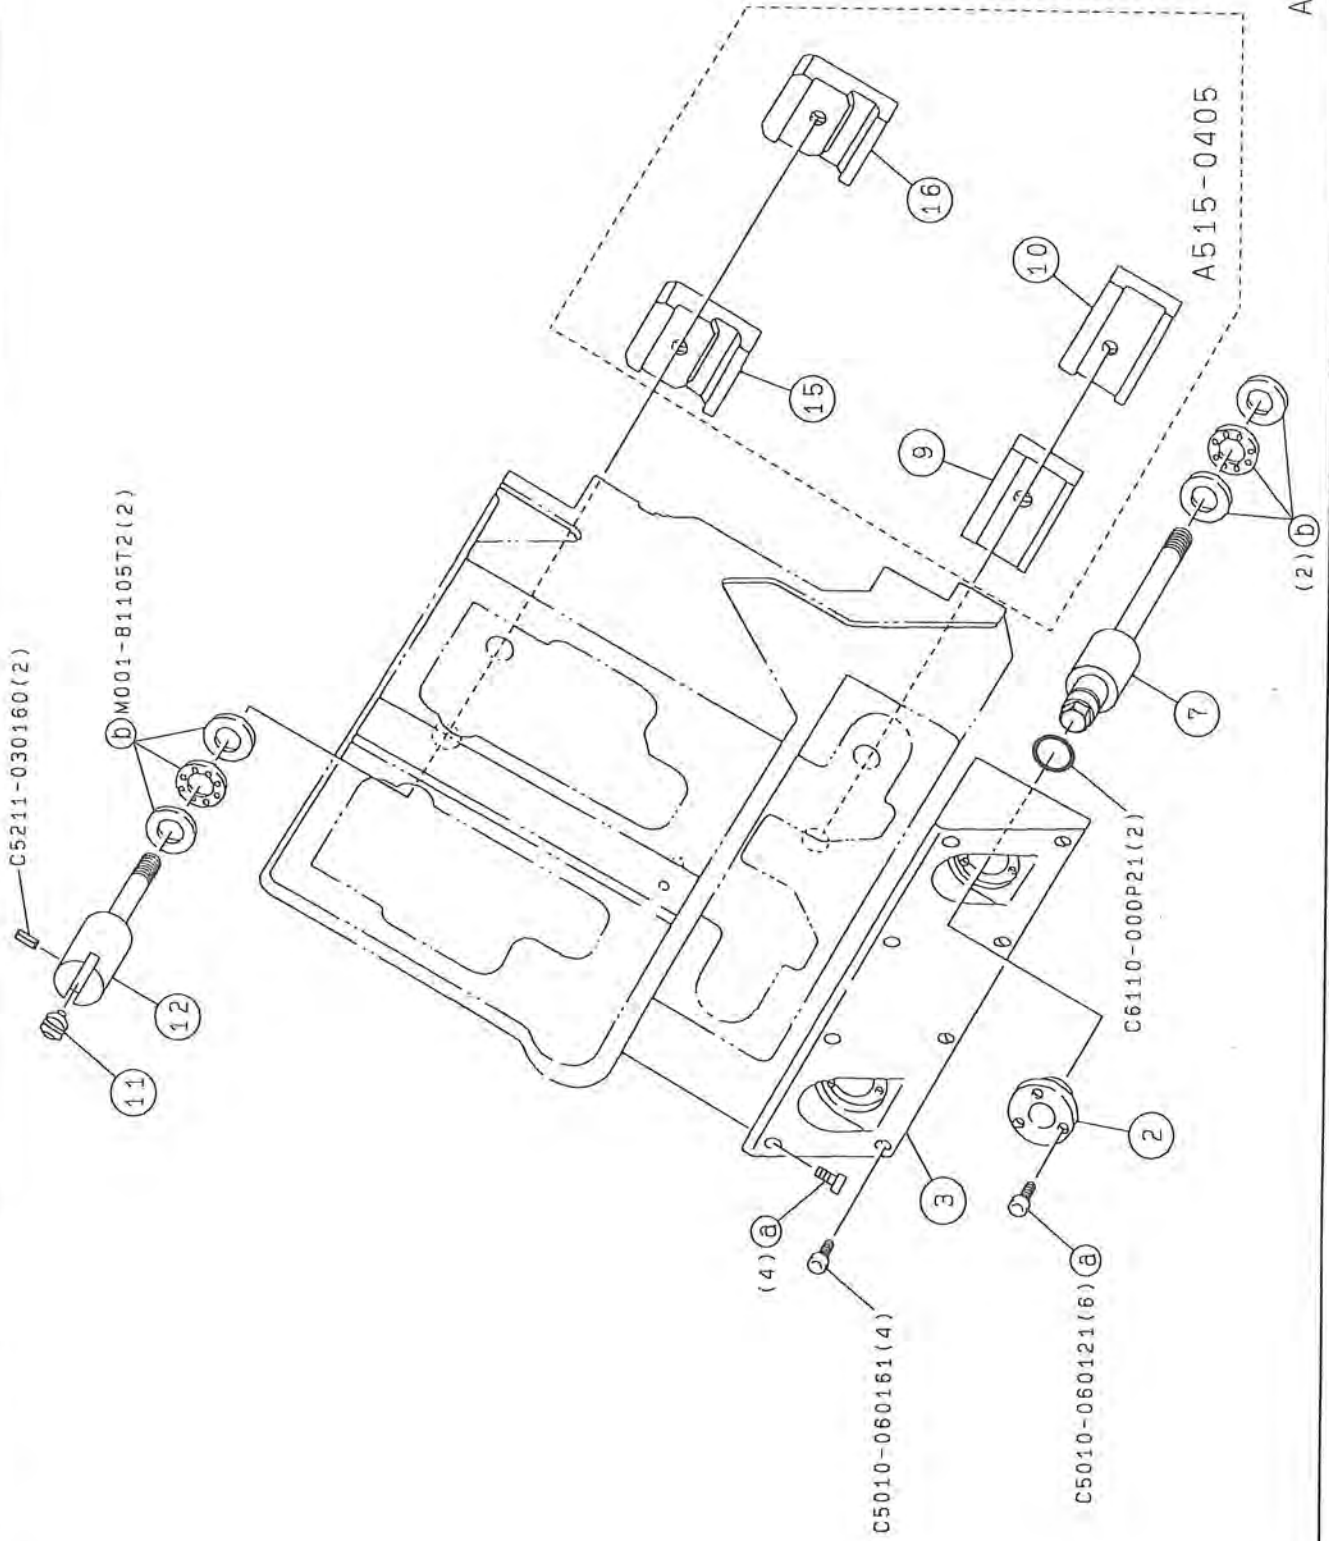 C5211-030160(2)
b M001-B1105T2(2)
11
12
15
16
9
10
A515-0405
(2) b
7
C6110-000P21(2)
2
3
(4) a
C5010-060161(4)
C5010-060121(6) a
A